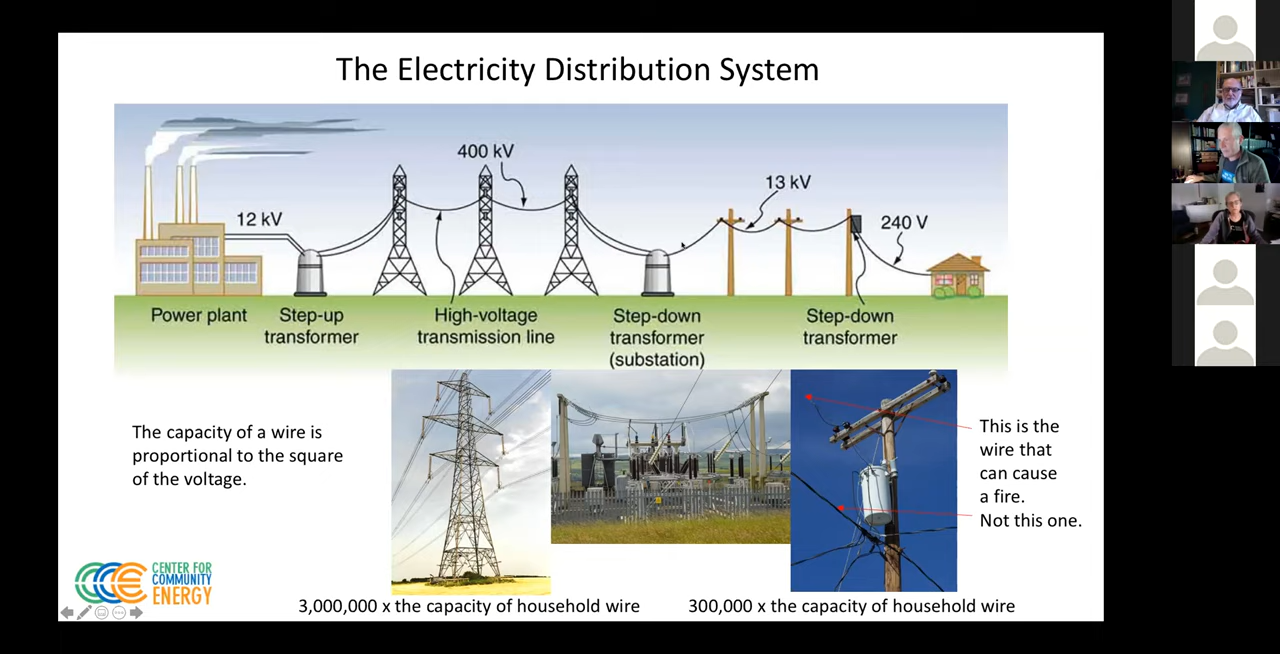 The Electricity Distribution System
400 kV
13 kV
12 kV
240 V
Power plant
Step-up
transformer
High-voltage
transmission line
Step-down
transformer
(substation)
Step-down
transformer
The capacity of a wire is
proportional to the square
of the voltage.
This is the
wire that
can cause
a fire.
Not this one.
CENTER FOR
COMMUNITY
ENERGY
3,000,000 x the capacity of household wire
300,000 x the capacity of household wire